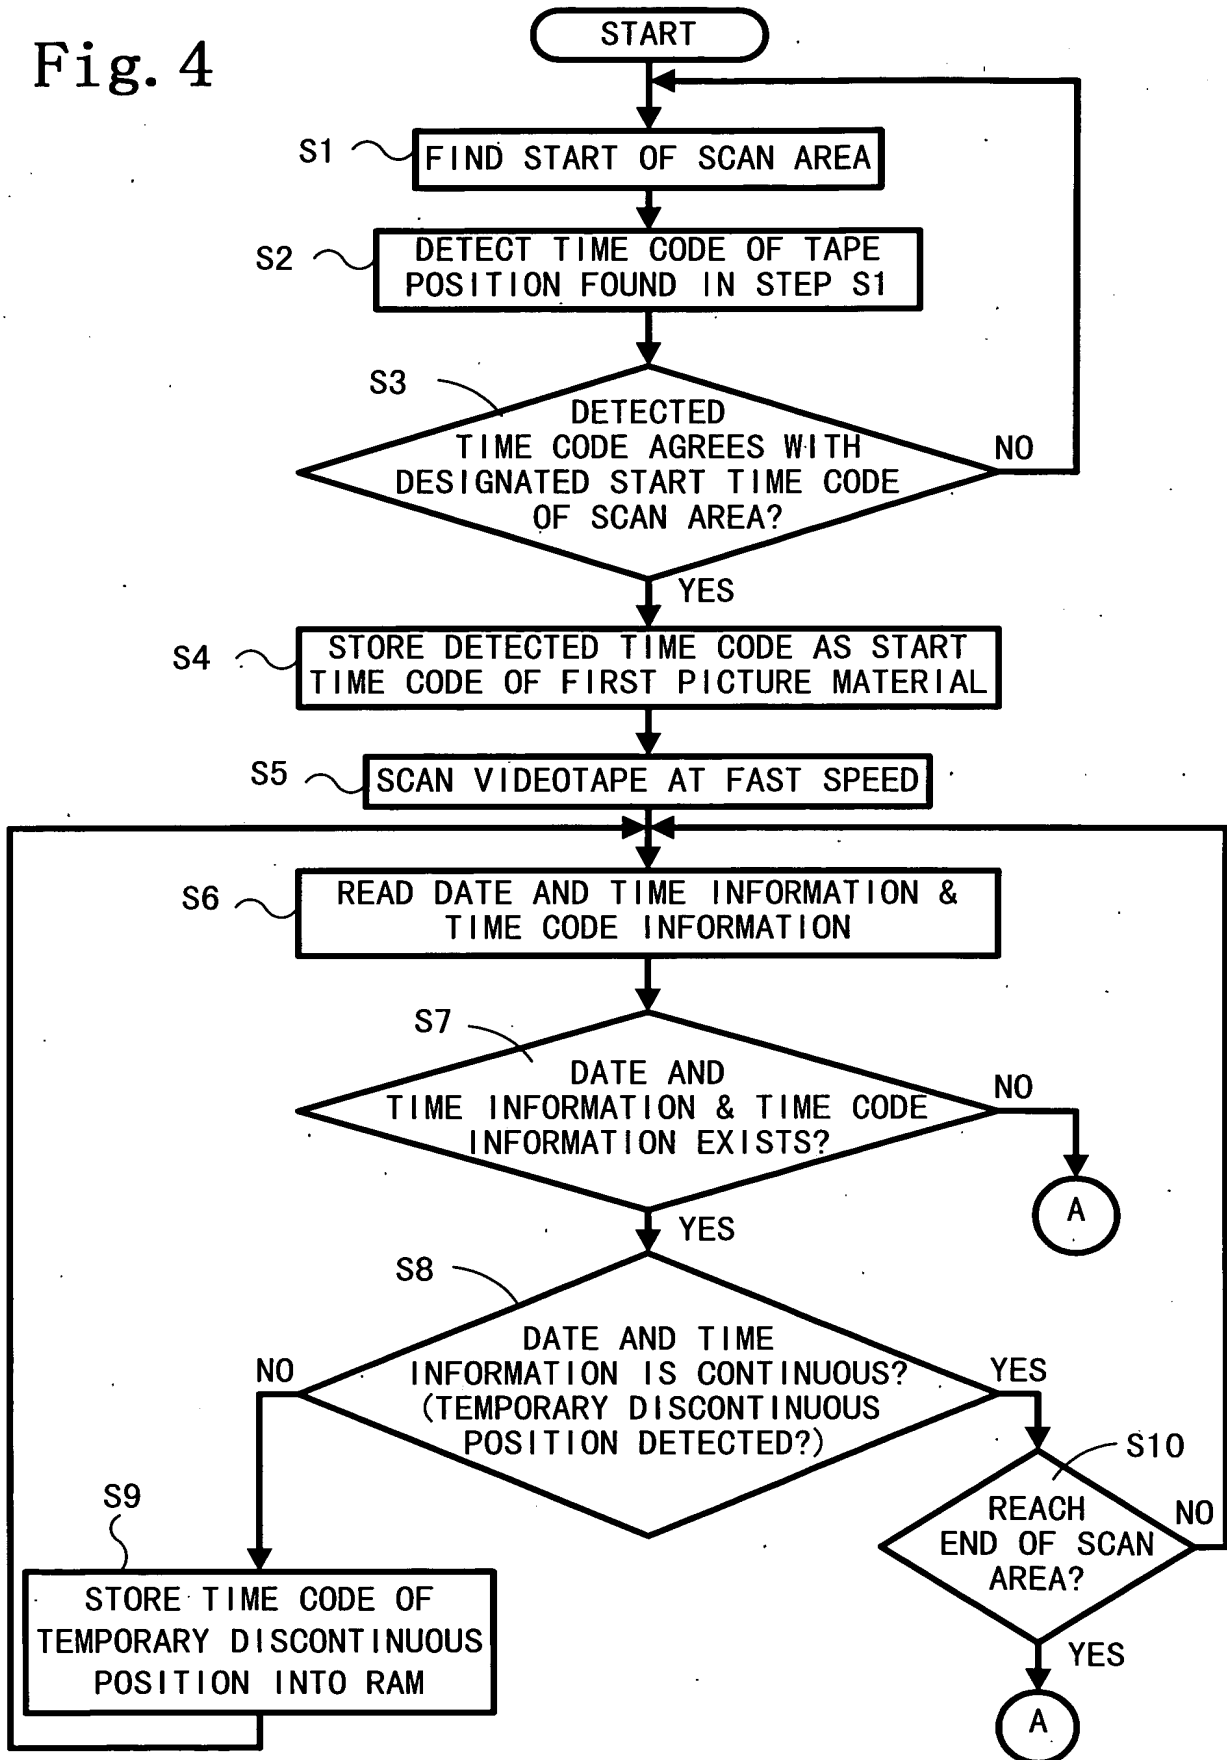 Fig. 4
START
S1
FIND START OF SCAN AREA
S2
DETECT TIME CODE OF TAPE
POSITION FOUND IN STEP S1
S3
DETECTED
TIME CODE AGREES WITH
DESIGNATED START TIME CODE
OF SCAN AREA?
NO
YES
S4
STORE DETECTED TIME CODE AS START
TIME CODE OF FIRST PICTURE MATERIAL
S5
SCAN VIDEOTAPE AT FAST SPEED
S6
READ DATE AND TIME INFORMATION &
TIME CODE INFORMATION
S7
DATE AND
TIME INFORMATION & TIME CODE
INFORMATION EXISTS?
NO
A
YES
S8
DATE AND TIME
INFORMATION IS CONTINUOUS?
(TEMPORARY DISCONTINUOUS
POSITION DETECTED?)
NO
YES
S9
STORE TIME CODE OF
TEMPORARY DISCONTINUOUS
POSITION INTO RAM
S10
REACH
END OF SCAN
AREA?
NO
YES
A